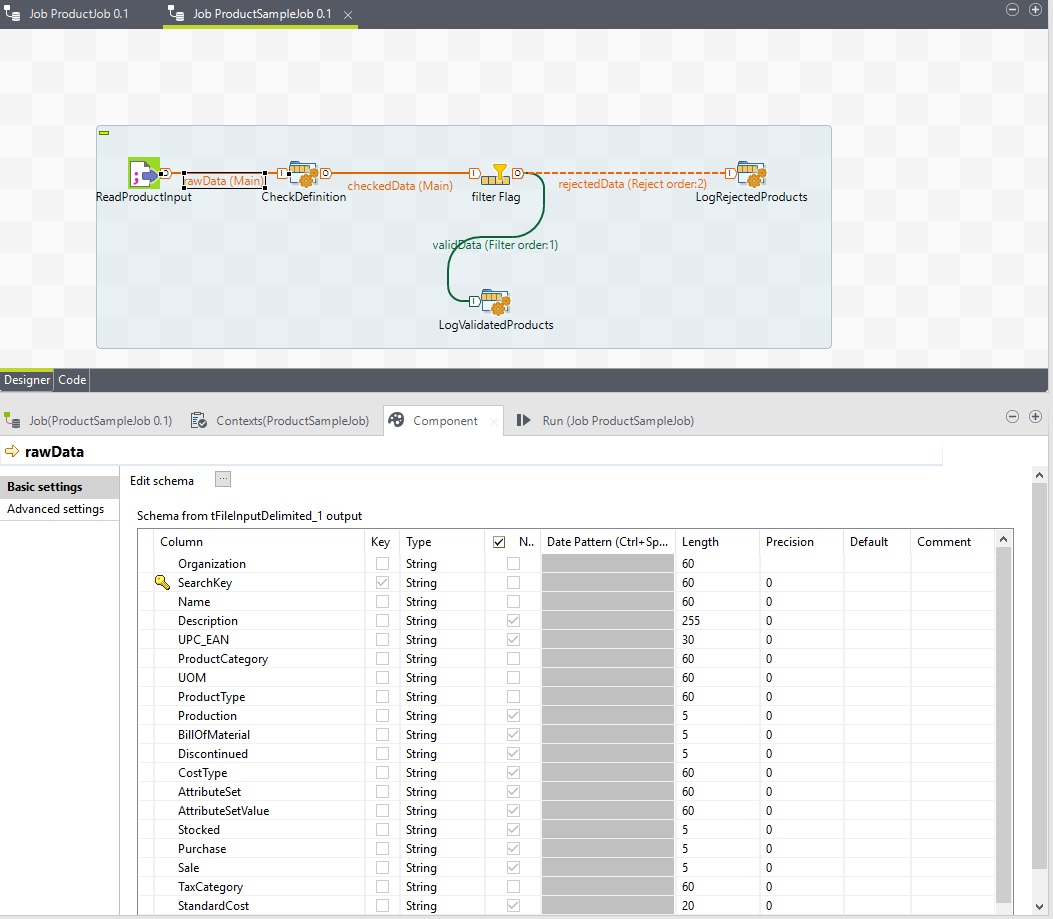 Job ProductJob 0.1
Job ProductSampleJob 0.1
ReadProductInput
rawData (Main)
CheckDefinition
checkedData (Main)
filter Flag
rejectedData (Reject order:2)
LogRejectedProducts
validData (Filter order:1)
LogValidatedProducts
Designer Code
Job(ProductSampleJob 0.1) Contexts(ProductSampleJob) Component Run (Job ProductSampleJob)
rawData
Basic settings
Advanced settings
Edit schema ...
Schema from tFileInputDelimited_1 output
Column Key Type N.. Date Pattern (Ctrl+Sp... Length Precision Default Comment
Organization String 60
SearchKey String 60 0
Name String 60 0
Description String 255 0
UPC_EAN String 30 0
ProductCategory String 60 0
UOM String 60 0
ProductType String 60 0
Production String 5 0
BillOfMaterial String 5 0
Discontinued String 5 0
CostType String 60 0
AttributeSet String 60 0
AttributeSetValue String 60 0
Stocked String 5 0
Purchase String 5 0
Sale String 5 0
TaxCategory String 60 0
StandardCost String 20 0